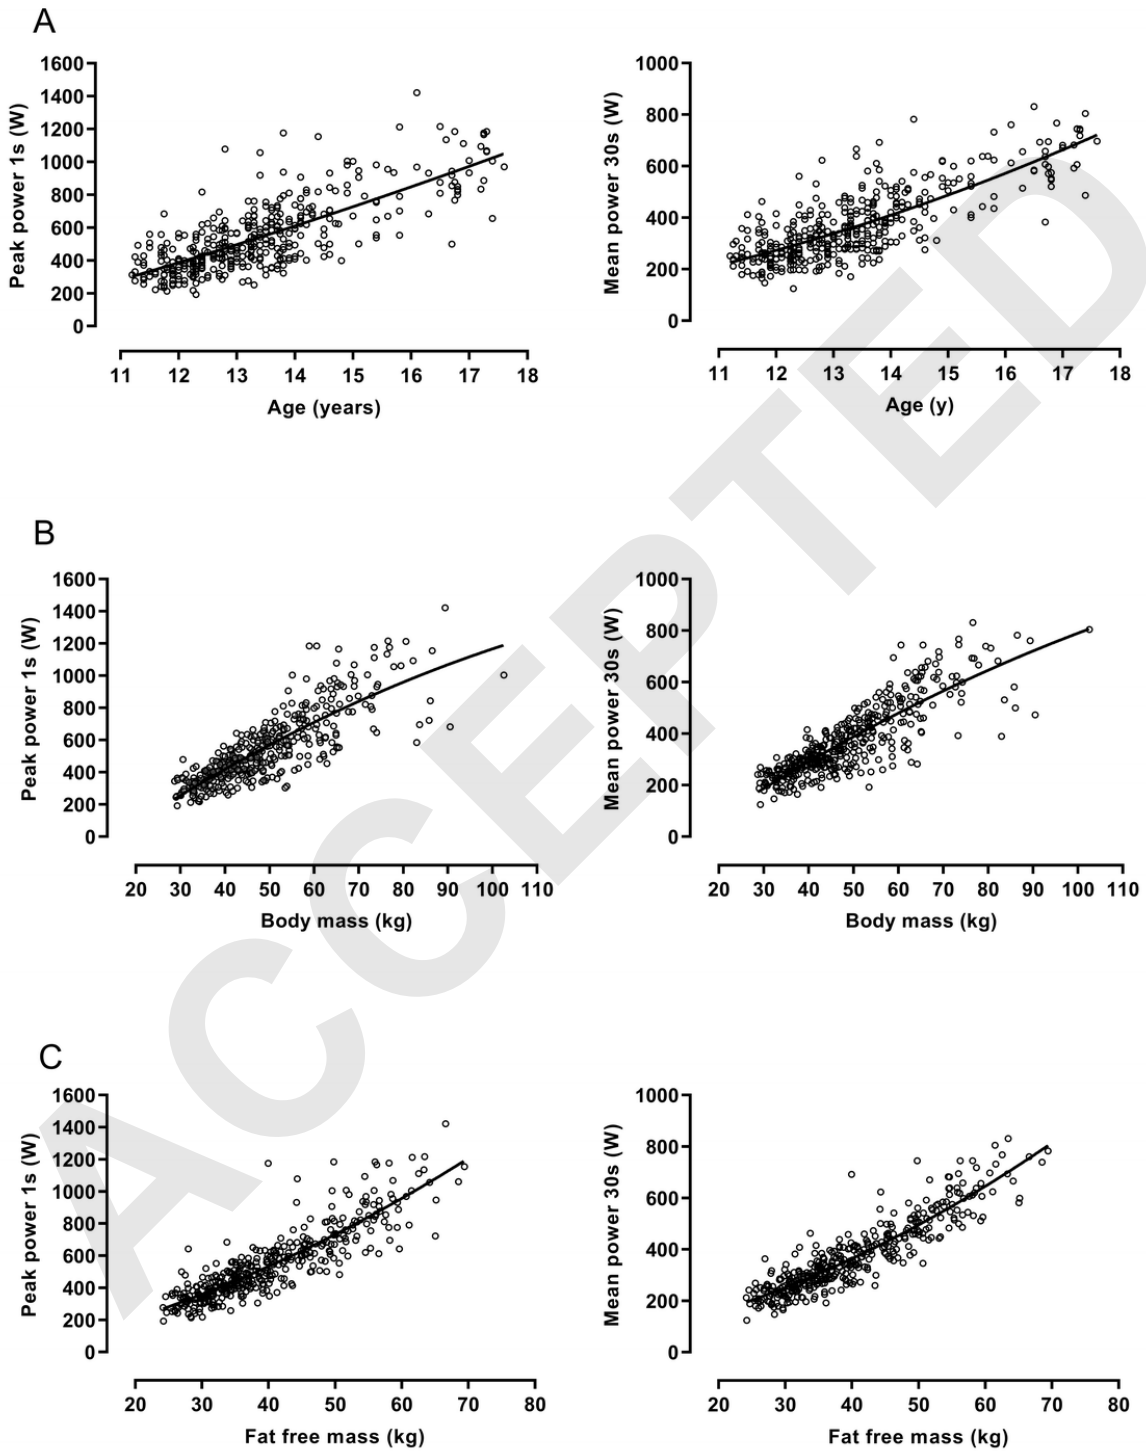 A
Peak power 1s (W)
1600
1400
1200
1000
800
600
400
200
0
11 12 13 14 15 16 17 18
Age (years)
Mean power 30s (W)
1000
800
600
400
200
0
11 12 13 14 15 16 17 18
Age (y)
B
Peak power 1s (W)
1600
1400
1200
1000
800
600
400
200
0
20 30 40 50 60 70 80 90 100 110
Body mass (kg)
Mean power 30s (W)
1000
800
600
400
200
0
20 30 40 50 60 70 80 90 100 110
Body mass (kg)
C
Peak power 1s (W)
1600
1400
1200
1000
800
600
400
200
0
20 30 40 50 60 70 80
Fat free mass (kg)
Mean power 30s (W)
1000
800
600
400
200
0
20 30 40 50 60 70 80
Fat free mass (kg)
ACCEPTED